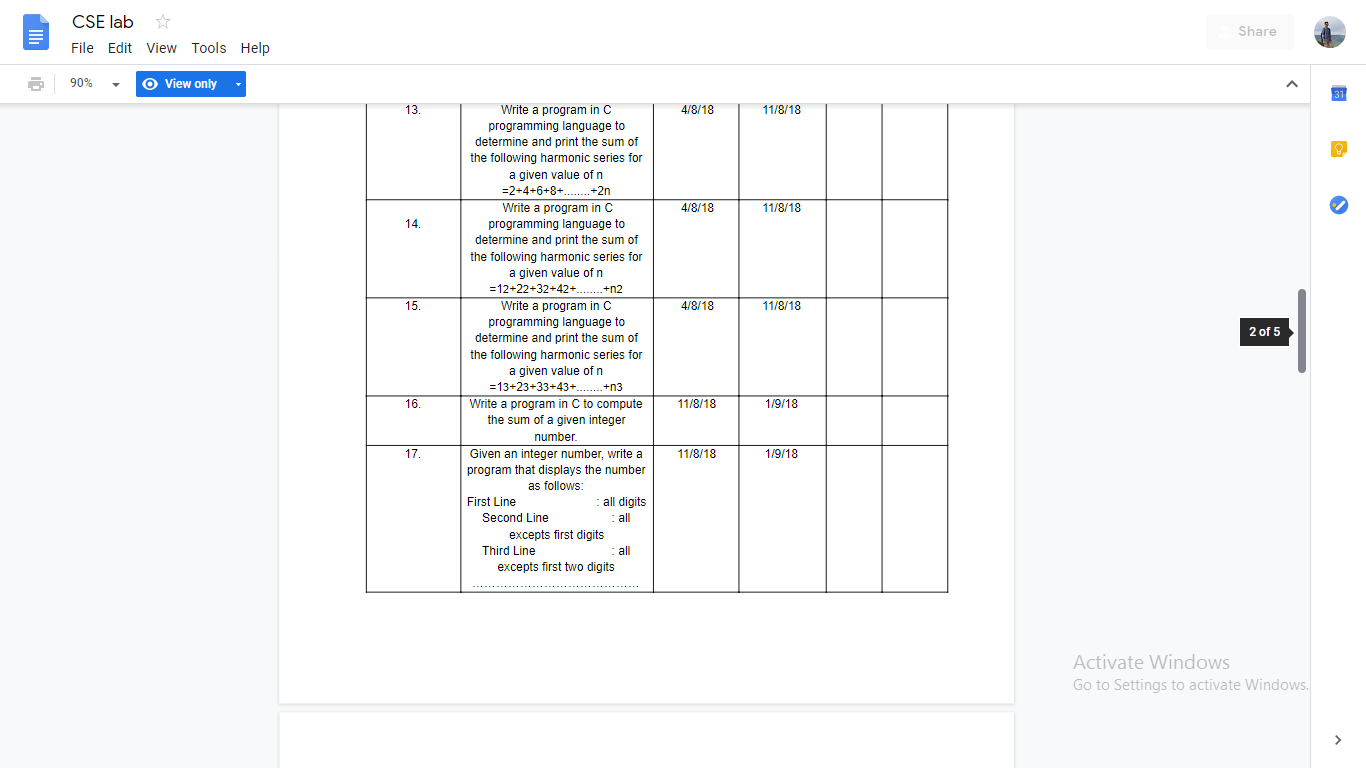 CSE lab
Share
File Edit View Tools Help
90%
View only
31
13. Write a program in C 4/8/18 11/8/18
programming language to
determine and print the sum of
the following harmonic series for
a given value of n
=2+4+6+8+........+2n
Write a program in C 4/8/18 11/8/18
14. programming language to
determine and print the sum of
the following harmonic series for
a given value of n
=12+22+32+42+........+n2
15. Write a program in C 4/8/18 11/8/18
programming language to
determine and print the sum of
the following harmonic series for
a given value of n
=13+23+33+43+........+n3
2 of 5
16. Write a program in C to compute 11/8/18 1/9/18
the sum of a given integer
number.
17. Given an integer number, write a 11/8/18 1/9/18
program that displays the number
as follows:
First Line : all digits
Second Line : all
excepts first digits
Third Line : all
excepts first two digits
……………………………………
Activate Windows
Go to Settings to activate Windows.